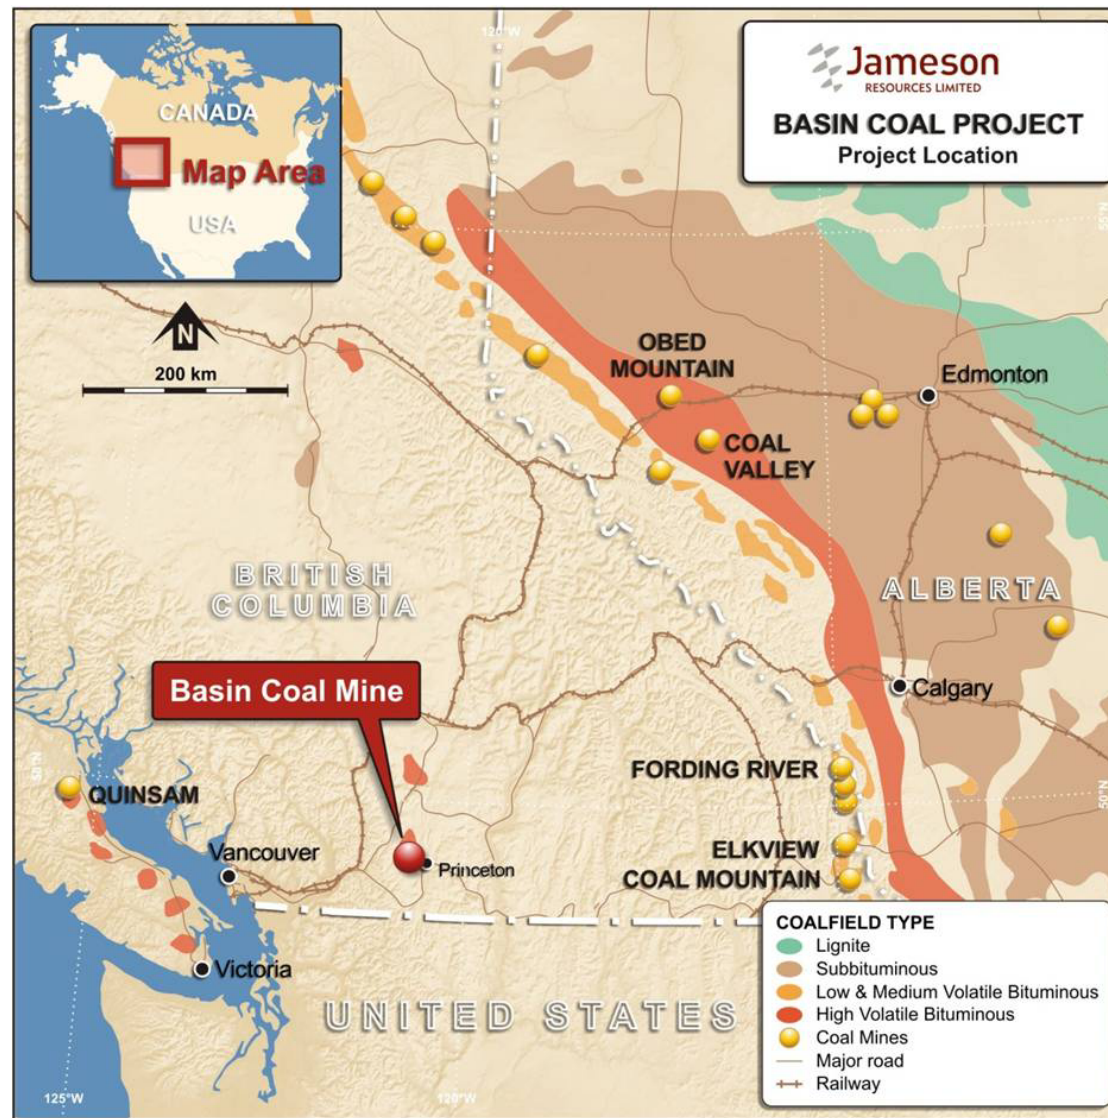 CANADA
Map Area
USA
N
200 km
120°W
Jameson
RESOURCES LIMITED
BASIN COAL PROJECT
Project Location
55°N
OBED
MOUNTAIN
Edmonton
COAL
VALLEY
BRITISH
COLUMBIA
ALBERTA
Basin Coal Mine
Calgary
50°N
QUINSAM
FORDING RIVER
50°N
Vancouver
Princeton
ELKVIEW
COAL MOUNTAIN
Victoria
UNITED STATES
COALFIELD TYPE
Lignite
Subbituminous
Low & Medium Volatile Bituminous
High Volatile Bituminous
Coal Mines
Major road
Railway
125°W
120°W